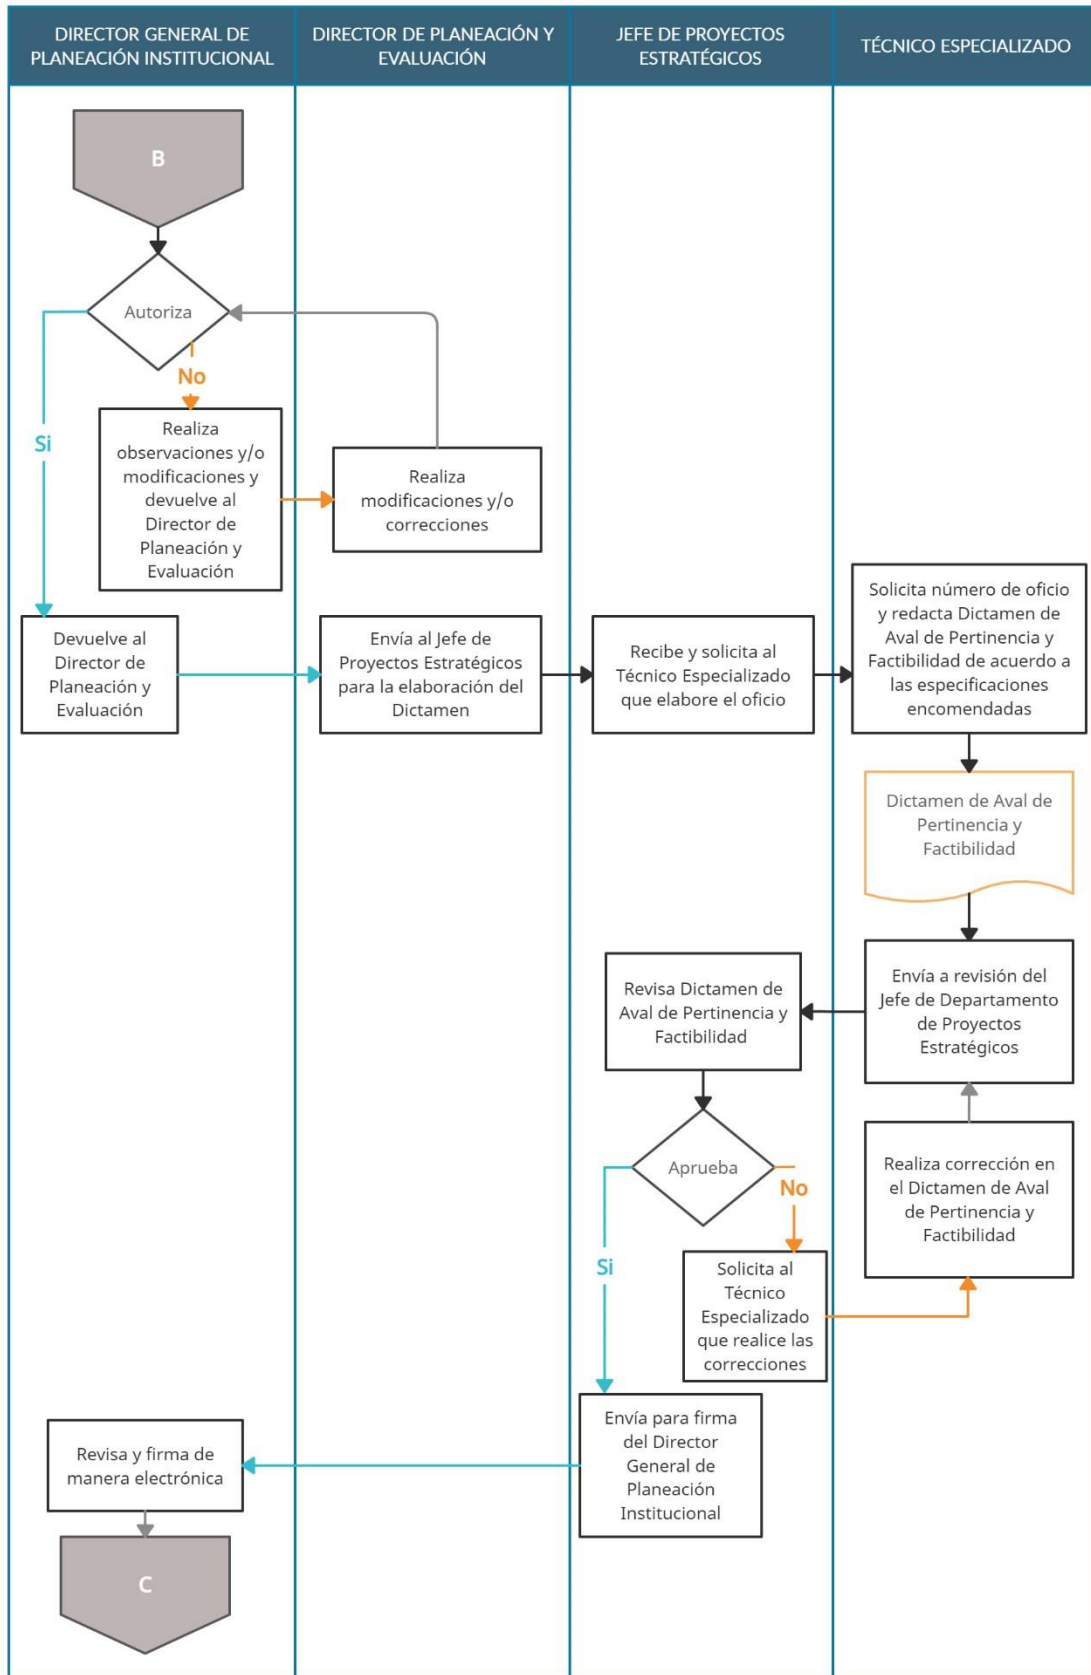 DIRECTOR GENERAL DE
PLANEACIÓN INSTITUCIONAL
DIRECTOR DE PLANEACIÓN Y
EVALUACIÓN
JEFE DE PROYECTOS
ESTRATÉGICOS
TÉCNICO ESPECIALIZADO
B
Autoriza
No
Si
Realiza
observaciones y/o
modificaciones y
devuelve al
Director de
Planeación y
Evaluación
Realiza
modificaciones y/o
correcciones
Devuelve al
Director de
Planeación y
Evaluación
Envía al Jefe de
Proyectos Estratégicos
para la elaboración del
Dictamen
Recibe y solicita al
Técnico Especializado
que elabore el oficio
Solicita número de oficio
y redacta Dictamen de
Aval de Pertinencia y
Factibilidad de acuerdo a
las especificaciones
encomendadas
Dictamen de Aval de
Pertinencia y
Factibilidad
Envía a revisión del
Jefe de Departamento
de Proyectos
Estratégicos
Revisa Dictamen de
Aval de Pertinencia y
Factibilidad
Aprueba
No
Si
Realiza corrección en
el Dictamen de Aval
de Pertinencia y
Factibilidad
Solicita al
Técnico
Especializado
que realice las
correcciones
Envía para firma
del Director
General de
Planeación
Institucional
Revisa y firma de
manera electrónica
C